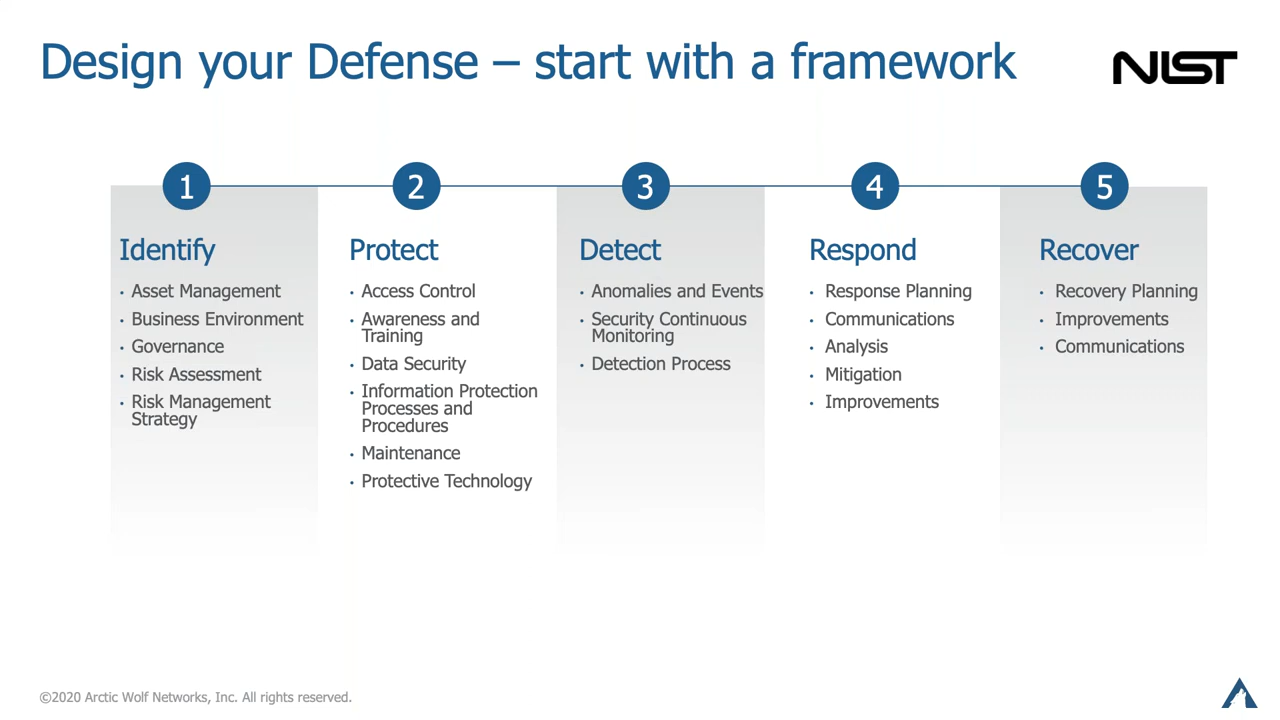 Design your Defense – start with a framework
NIST
1
Identify
• Asset Management
• Business Environment
• Governance
• Risk Assessment
• Risk Management
Strategy
2
Protect
• Access Control
• Awareness and
Training
• Data Security
• Information Protection
Processes and
Procedures
• Maintenance
• Protective Technology
3
Detect
• Anomalies and Events
• Security Continuous
Monitoring
• Detection Process
4
Respond
• Response Planning
• Communications
• Analysis
• Mitigation
• Improvements
5
Recover
• Recovery Planning
• Improvements
• Communications
©2020 Arctic Wolf Networks, Inc. All rights reserved.